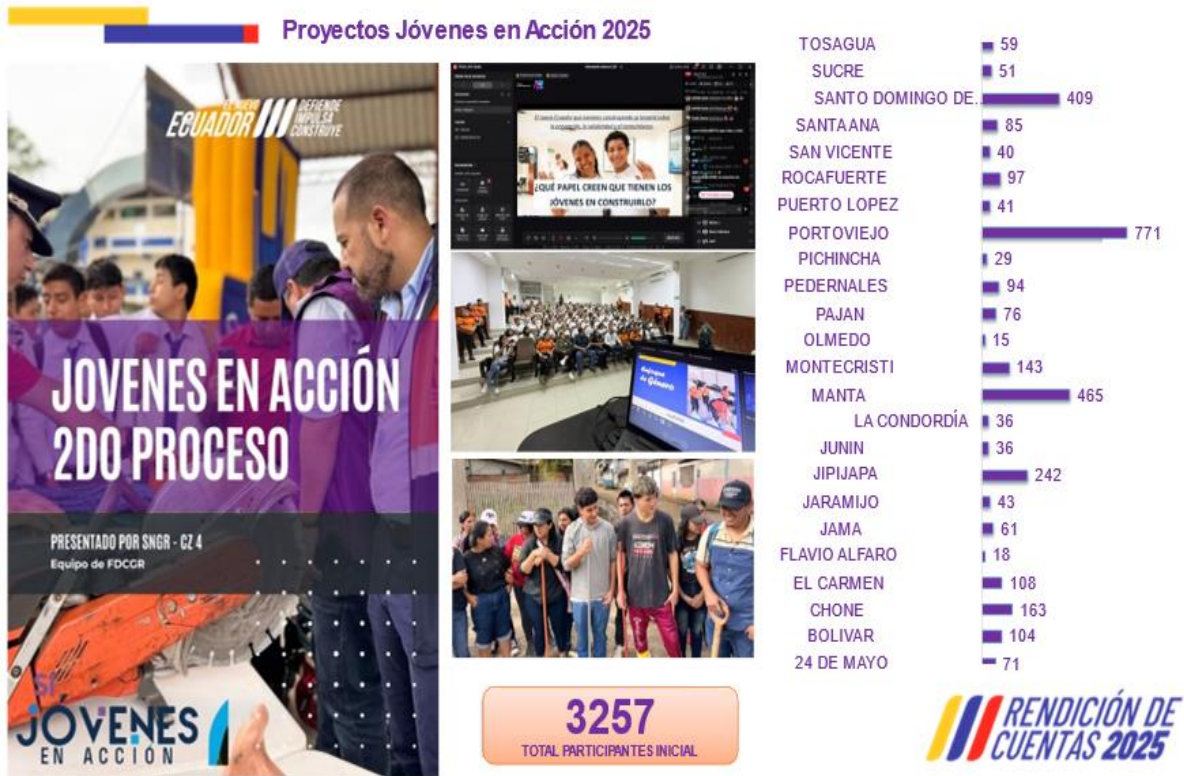 Proyectos Jóvenes en Acción 2025
EL NUEVO
ECUADOR
DEFIENDE
IMPULSA
CONSTRUYE
JOVENES EN ACCIÓN
2DO PROCESO
PRESENTADO POR SNGR - CZ 4
Equipo de FDCGR
SÍ
JÓVENES
EN ACCIÓN
¿QUÉ PAPEL CREEN QUE TIENEN LOS
JÓVENES EN CONSTRUIRLO?
Enfoque
de Género
3257
TOTAL PARTICIPANTES INICIAL
TOSAGUA 59
SUCRE 51
SANTO DOMINGO DE... 409
SANTA ANA 85
SAN VICENTE 40
ROCAFUERTE 97
PUERTO LOPEZ 41
PORTOVIEJO 771
PICHINCHA 29
PEDERNALES 94
PAJAN 76
OLMEDO 15
MONTECRISTI 143
MANTA 465
LA CONDORDÍA 36
JUNIN 36
JIPIJAPA 242
JARAMIJO 43
JAMA 61
FLAVIO ALFARO 18
EL CARMEN 108
CHONE 163
BOLIVAR 104
24 DE MAYO 71
RENDICIÓN DE
CUENTAS 2025